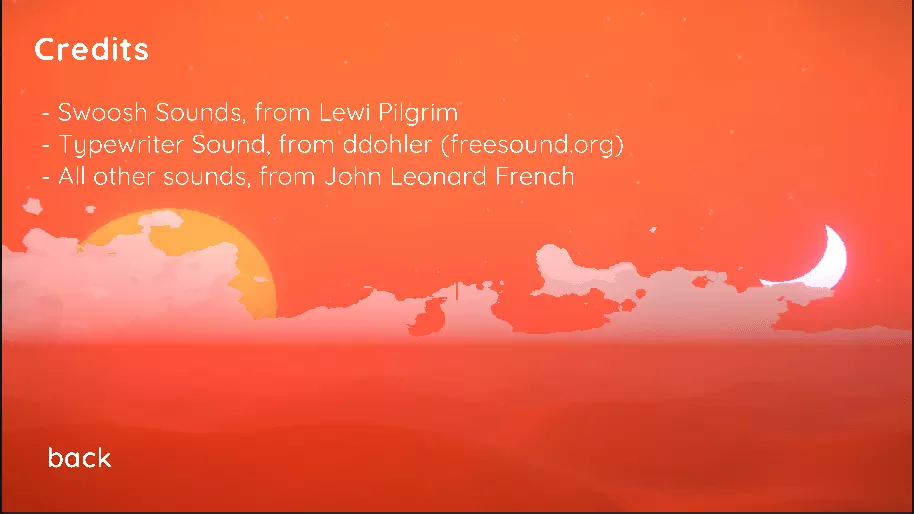 Credits
- Swoosh Sounds, from Lewi Pilgrim
- Typewriter Sound, from ddohler (freesound.org)
- All other sounds, from John Leonard French
back